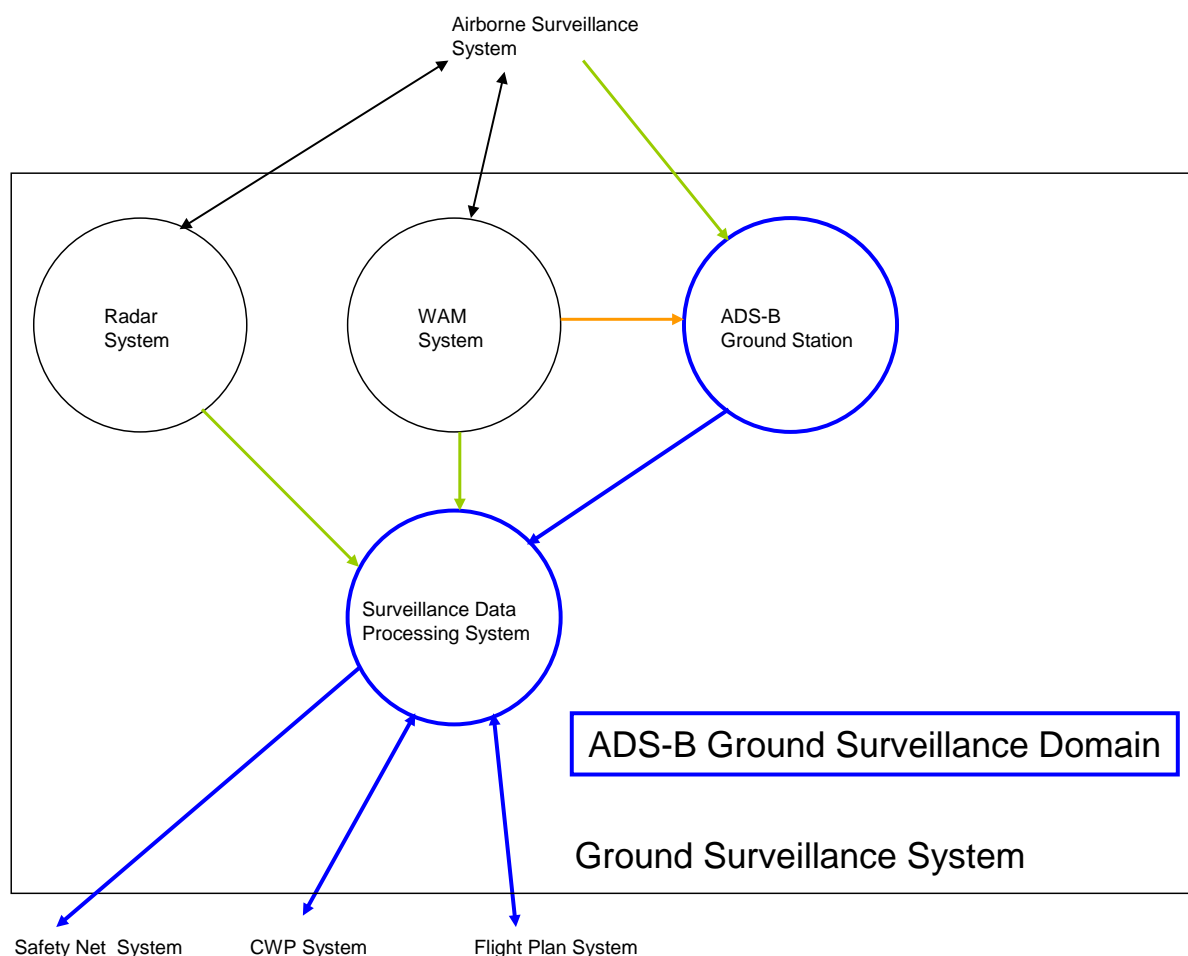 Airborne Surveillance
System
Radar
System
WAM
System
ADS-B
Ground Station
Surveillance Data
Processing System
ADS-B Ground Surveillance Domain
Ground Surveillance System
Safety Net System
CWP System
Flight Plan System